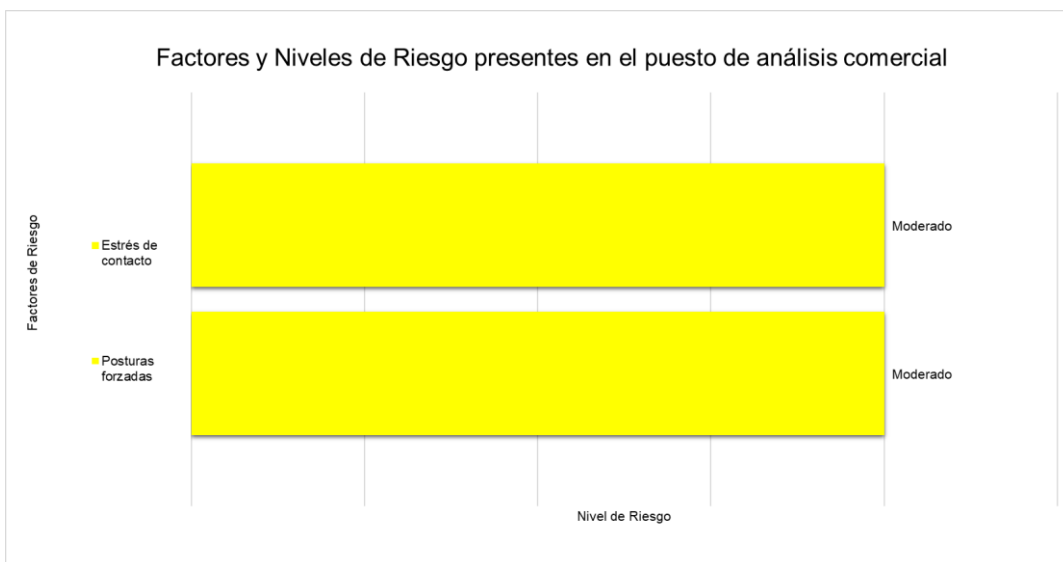 Factores y Niveles de Riesgo presentes en el puesto de análisis comercial
Factores de Riesgo
Estrés de
contacto
Moderado
Posturas
forzadas
Moderado
Nivel de Riesgo